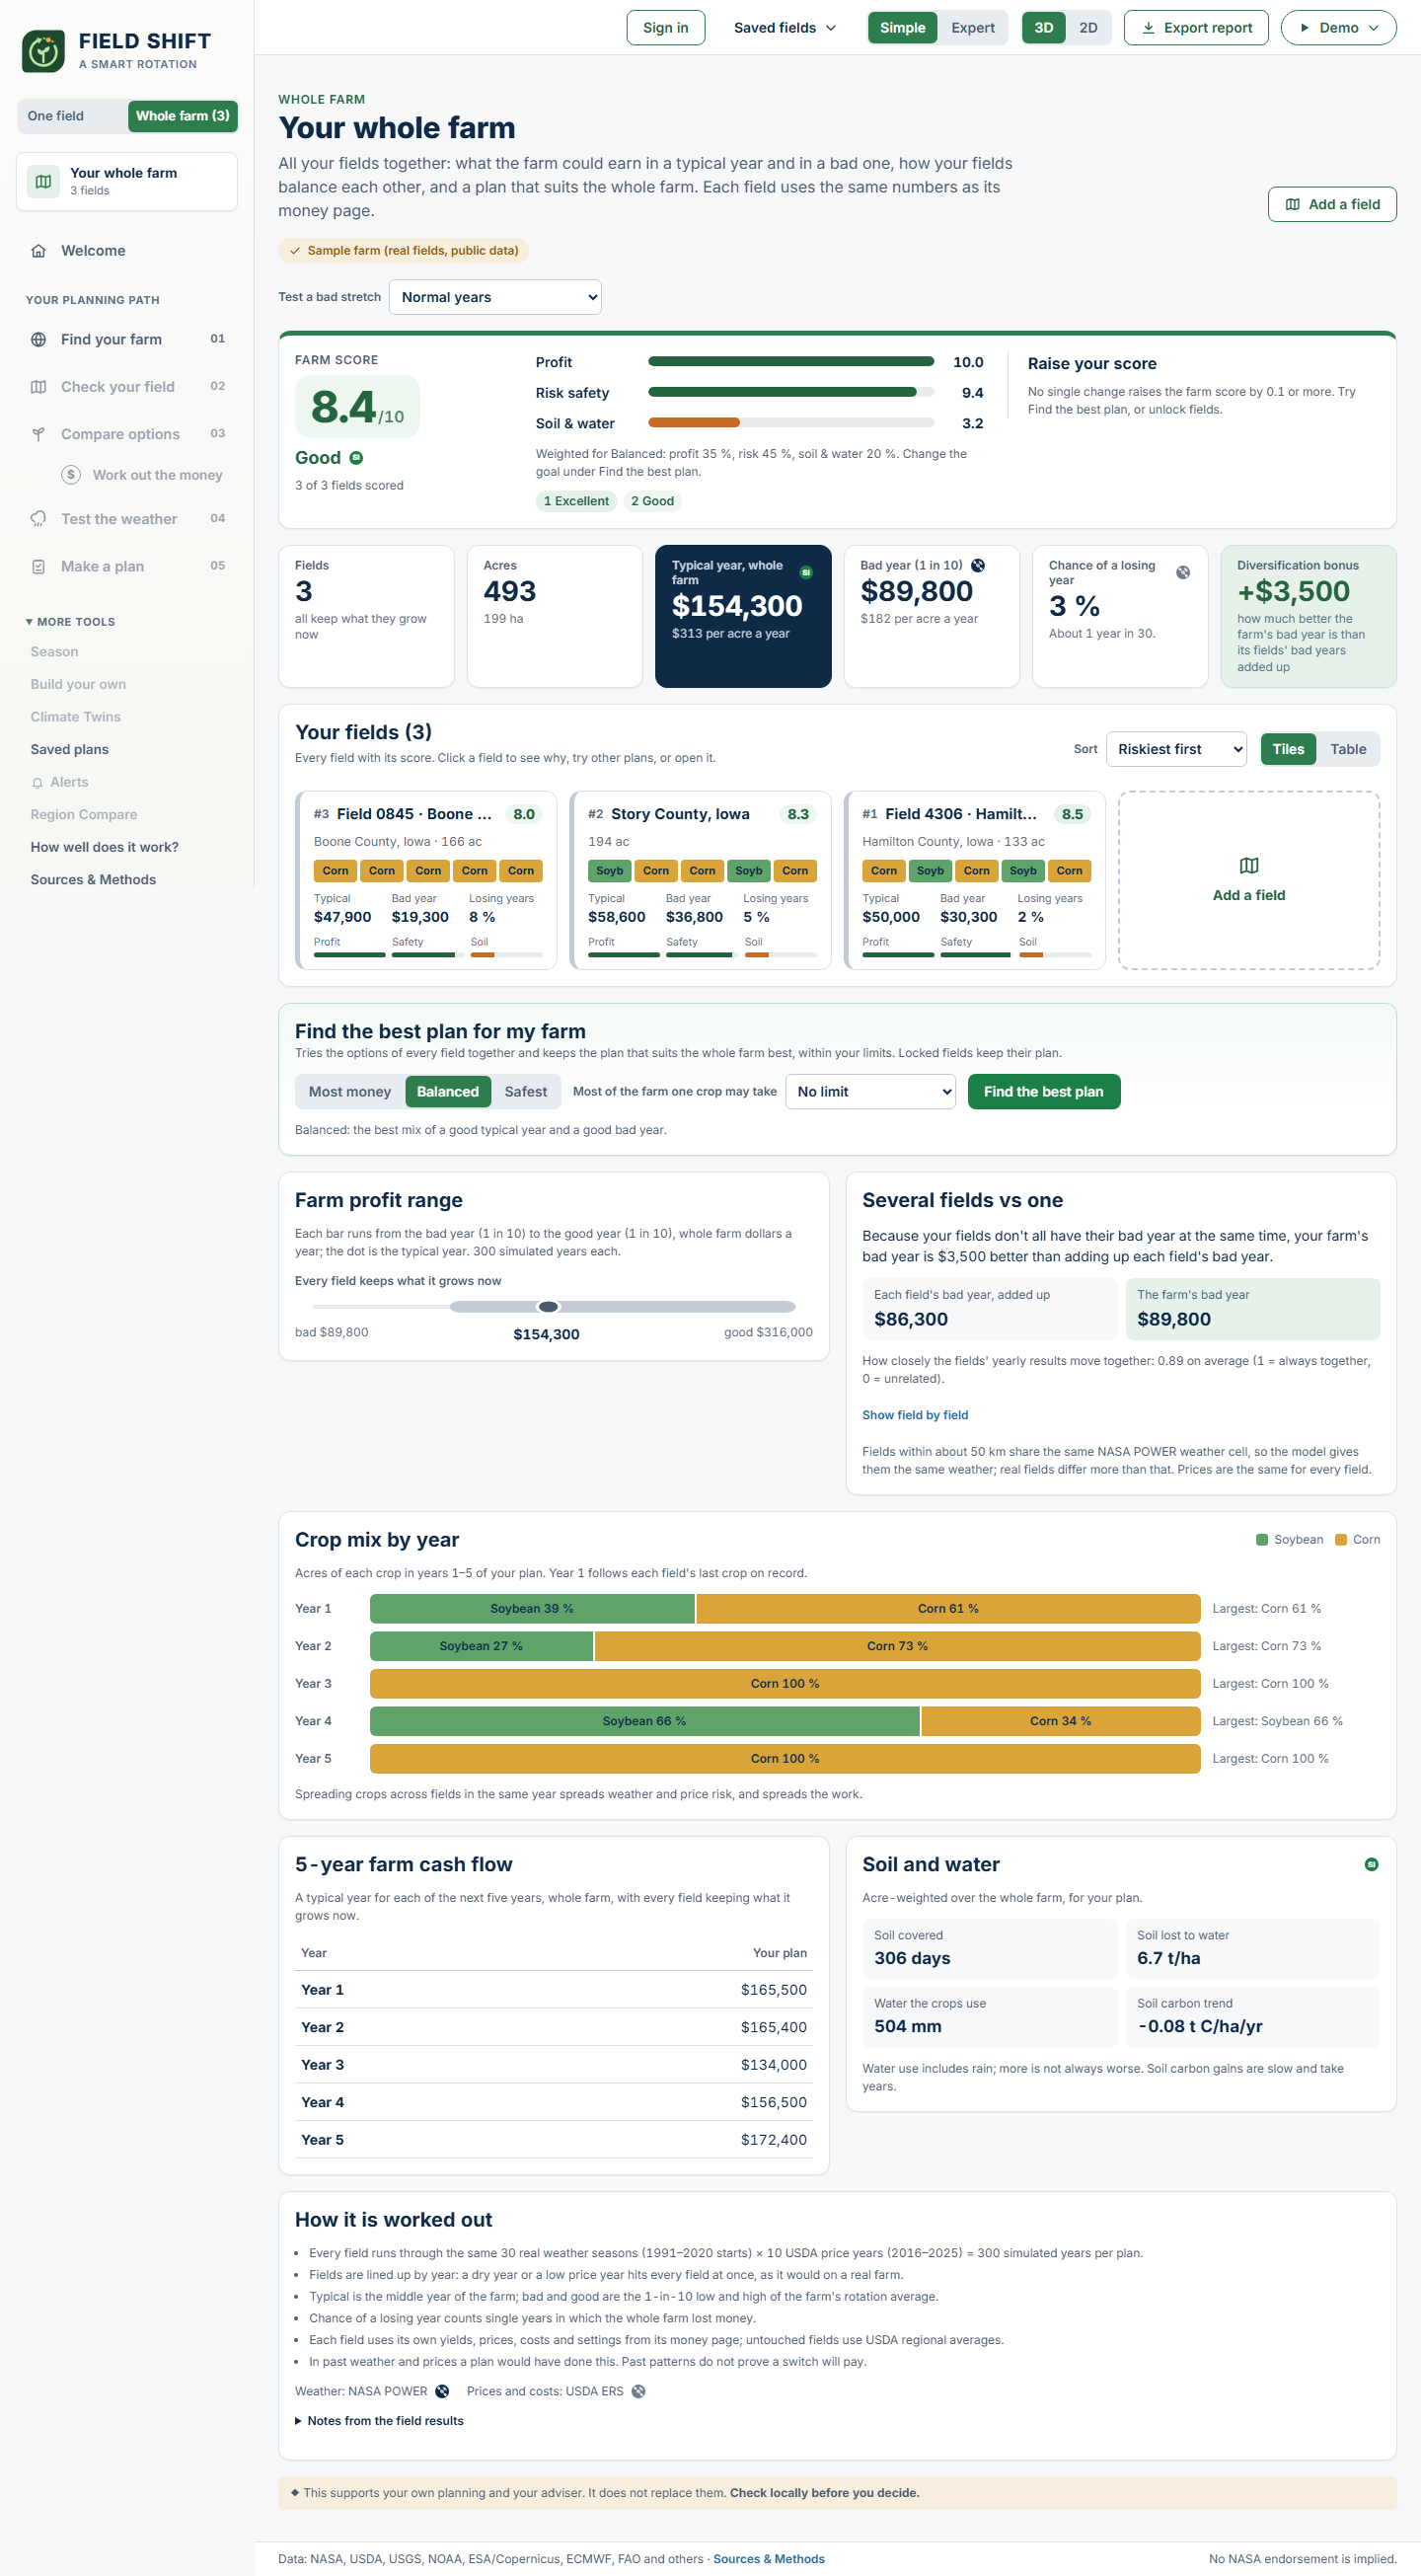 FIELD SHIFT
A SMART ROTATION
One field
Whole farm (3)
Your whole farm
3 fields
Welcome
YOUR PLANNING PATH
Find your farm 01
Check your field 02
Compare options 03
$ Work out the money
Test the weather 04
Make a plan 05
▾ MORE TOOLS
Season
Build your own
Climate Twins
Saved plans
Alerts
Region Compare
How well does it work?
Sources & Methods
Sign in
Saved fields
Simple
Expert
3D
2D
Export report
Demo
WHOLE FARM
Your whole farm
All your fields together: what the farm could earn in a typical year and in a bad one, how your fields
balance each other, and a plan that suits the whole farm. Each field uses the same numbers as its
money page.
Add a field
Sample farm (real fields, public data)
Test a bad stretch
Normal years
FARM SCORE
8.4/10
Good
3 of 3 fields scored
Profit 10.0
Risk safety 9.4
Soil & water 3.2
Weighted for Balanced: profit 35 %, risk 45 %, soil & water 20 %. Change the
goal under Find the best plan.
1 Excellent
2 Good
Raise your score
No single change raises the farm score by 0.1 or more. Try
Find the best plan, or unlock fields.
Fields
3
all keep what they grow
now
Acres
493
199 ha
Typical year, whole
farm
$154,300
$313 per acre a year
Bad year (1 in 10)
$89,800
$182 per acre a year
Chance of a losing
year
3 %
About 1 year in 30.
Diversification bonus
+$3,500
how much better the
farm's bad year is than
its fields' bad years
added up
Your fields (3)
Every field with its score. Click a field to see why, try other plans, or open it.
Sort
Riskiest first
Tiles
Table
#3 Field 0845 · Boone ... 8.0
Boone County, Iowa · 166 ac
Corn Corn Corn Corn Corn
Typical Bad year Losing years
$47,900 $19,300 8 %
Profit Safety Soil
#2 Story County, Iowa 8.3
194 ac
Soyb Corn Corn Soyb Corn
Typical Bad year Losing years
$58,600 $36,800 5 %
Profit Safety Soil
#1 Field 4306 · Hamilt... 8.5
Hamilton County, Iowa · 133 ac
Corn Soyb Corn Soyb Corn
Typical Bad year Losing years
$50,000 $30,300 2 %
Profit Safety Soil
Add a field
Find the best plan for my farm
Tries the options of every field together and keeps the plan that suits the whole farm best, within your limits. Locked fields keep their plan.
Most money
Balanced
Safest
Most of the farm one crop may take
No limit
Find the best plan
Balanced: the best mix of a good typical year and a good bad year.
Farm profit range
Each bar runs from the bad year (1 in 10) to the good year (1 in 10), whole farm dollars a
year; the dot is the typical year. 300 simulated years each.
Every field keeps what it grows now
bad $89,800 $154,300 good $316,000
Several fields vs one
Because your fields don't all have their bad year at the same time, your farm's
bad year is $3,500 better than adding up each field's bad year.
Each field's bad year, added up
$86,300
The farm's bad year
$89,800
How closely the fields' yearly results move together: 0.89 on average (1 = always together,
0 = unrelated).
Show field by field
Fields within about 50 km share the same NASA POWER weather cell, so the model gives
them the same weather; real fields differ more than that. Prices are the same for every field.
Crop mix by year
Soybean Corn
Acres of each crop in years 1–5 of your plan. Year 1 follows each field's last crop on record.
Year 1 Soybean 39 % Corn 61 % Largest: Corn 61 %
Year 2 Soybean 27 % Corn 73 % Largest: Corn 73 %
Year 3 Corn 100 % Largest: Corn 100 %
Year 4 Soybean 66 % Corn 34 % Largest: Soybean 66 %
Year 5 Corn 100 % Largest: Corn 100 %
Spreading crops across fields in the same year spreads weather and price risk, and spreads the work.
5-year farm cash flow
A typical year for each of the next five years, whole farm, with every field keeping what it
grows now.
Year Your plan
Year 1 $165,500
Year 2 $165,400
Year 3 $134,000
Year 4 $156,500
Year 5 $172,400
Soil and water
Acre-weighted over the whole farm, for your plan.
Soil covered
306 days
Soil lost to water
6.7 t/ha
Water the crops use
504 mm
Soil carbon trend
-0.08 t C/ha/yr
Water use includes rain; more is not always worse. Soil carbon gains are slow and take
years.
How it is worked out
• Every field runs through the same 30 real weather seasons (1991–2020 starts) × 10 USDA price years (2016–2025) = 300 simulated years per plan.
• Fields are lined up by year: a dry year or a low price year hits every field at once, as it would on a real farm.
• Typical is the middle year of the farm; bad and good are the 1-in-10 low and high of the farm's rotation average.
• Chance of a losing year counts single years in which the whole farm lost money.
• Each field uses its own yields, prices, costs and settings from its money page; untouched fields use USDA regional averages.
• In past weather and prices a plan would have done this. Past patterns do not prove a switch will pay.
Weather: NASA POWER
Prices and costs: USDA ERS
Notes from the field results
This supports your own planning and your adviser. It does not replace them. Check locally before you decide.
Data: NASA, USDA, USGS, NOAA, ESA/Copernicus, ECMWF, FAO and others · Sources & Methods
No NASA endorsement is implied.